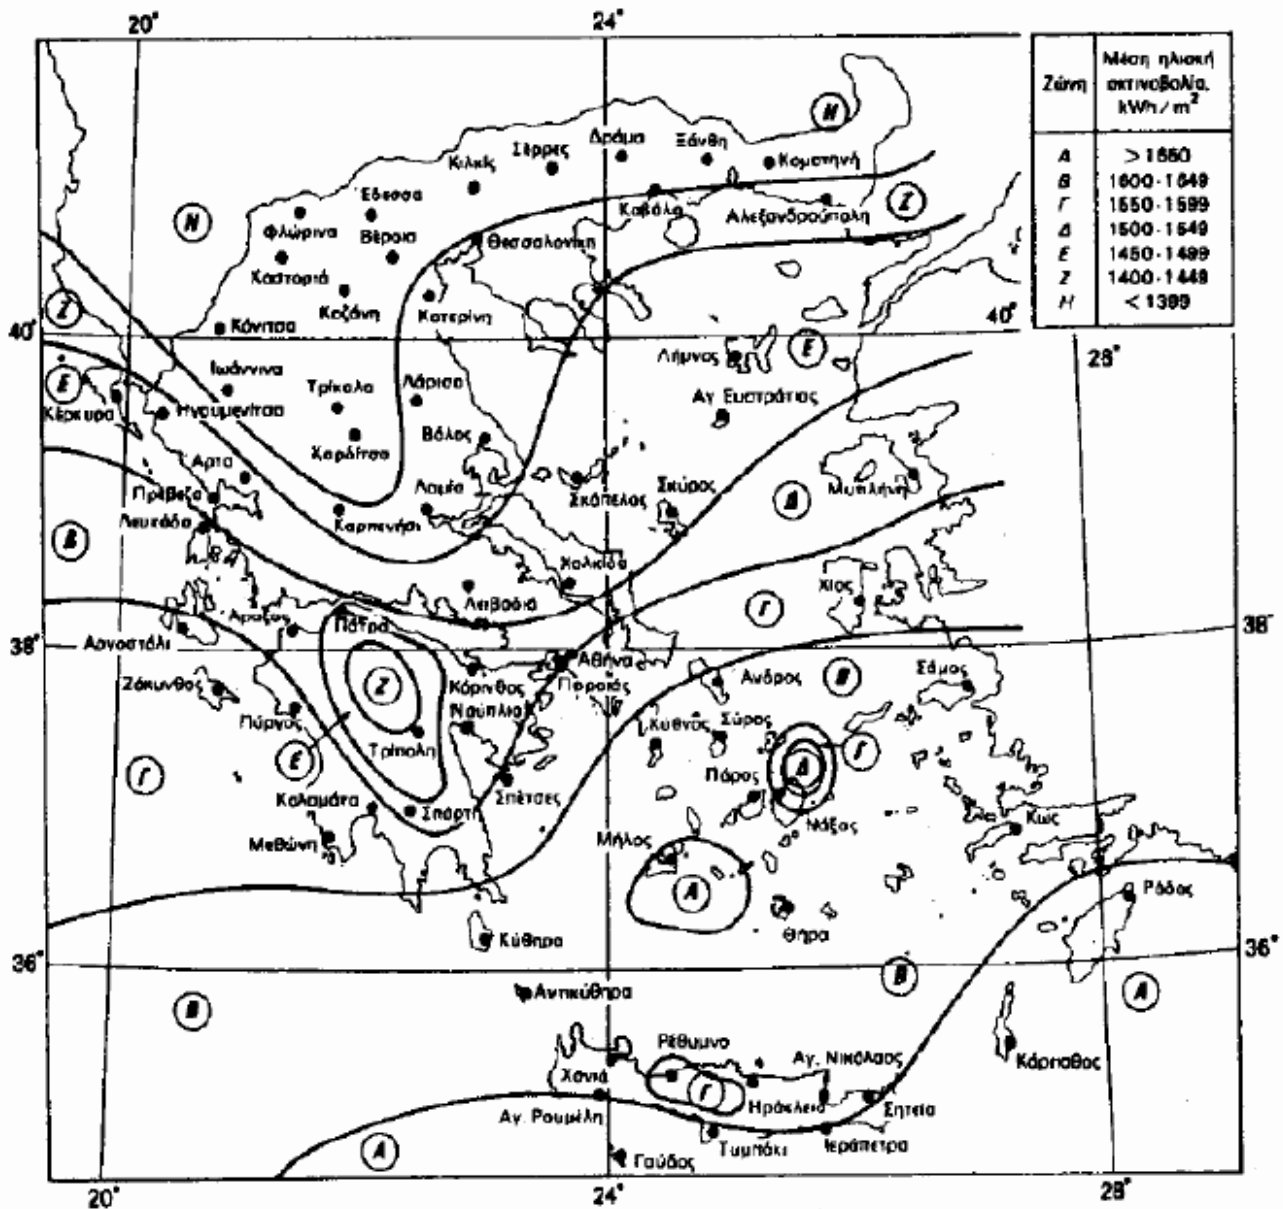 20°
24°
Ζώνη
Μέση ηλιακή
ακτινοβολία,
kWh/m²
Α
>1650
Β
1600-1649
Γ
1550-1599
Δ
1500-1549
Ε
1450-1499
Ζ
1400-1449
Η
<1399
Η
Δράμα
Ξάνθη
Σέρρες
Κιλκίς
Κομοτηνή
Έδεσσα
Καβάλα
Αλεξανδρούπολη
Ζ
Η
Φλώρινα
Βέροια
Θεσσαλονίκη
Καστοριά
Κοζάνη
Κατερίνη
Ζ
40°
40°
Κόνιτσα
Λήμνος
Ε
28°
Ε
Ιωάννινα
Τρίκαλα
Λάρισα
Αγ Ευστράτιος
Κέρκυρα
Ηγουμενίτσα
Βόλος
Καρδίτσα
Άρτα
Πρέβεζα
Λαμία
Σκόπελος
Σκύρος
Δ
Μυτιλήνη
Λευκάδα
Καρπενήσι
Β
Χαλκίδα
Λειβαδιά
Χίος
Γ
Άραξος
Πάτρα
38°
38°
Αργοστόλι
Αθήνα
Ζ
Κόρινθος
Πειραιάς
Άνδρος
Β
Σάμος
Ζάκυνθος
Πύργος
Ναύπλιο
Κύθνος
Σύρος
Ε
Τρίπολη
Γ
Γ
Δ
Πάρος
Καλαμάτα
Σπάρτη
Σπέτσες
Νάξος
Κως
Μεθώνη
Μήλος
Α
Ρόδος
Θήρα
Κύθηρα
36°
36°
Β
Α
Αντικύθηρα
Β
Ρέθυμνο
Αγ. Νικόλαος
Κάρπαθος
Χανιά
Γ
Ηράκλειο
Σητεία
Αγ. Ρουμέλη
Τυμπάκι
Ιεράπετρα
Α
Γαύδος
20°
24°
28°